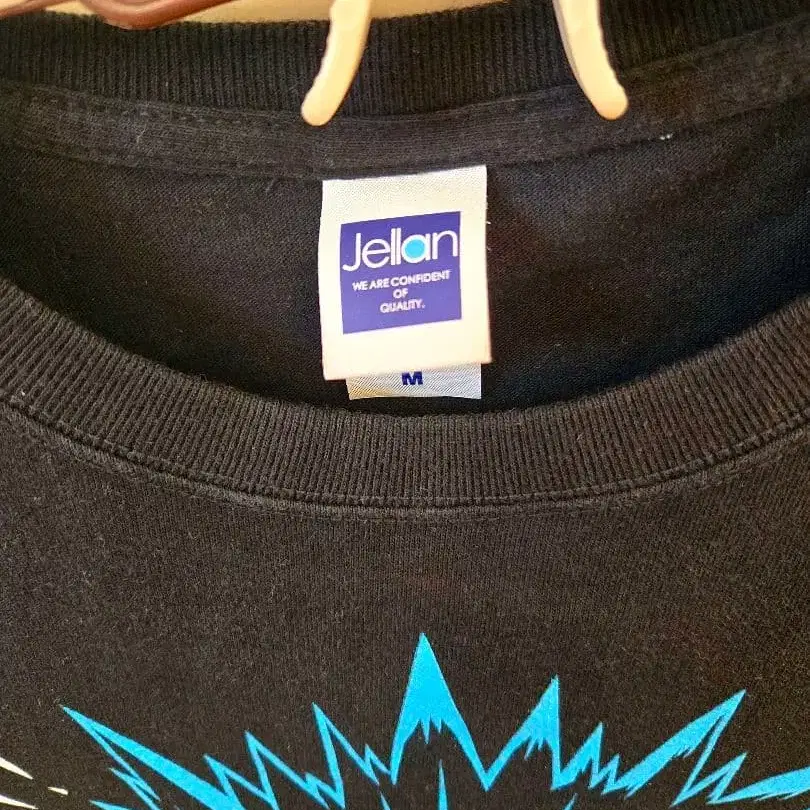 Jellan
WE ARE CONFIDENT
OF
QUALITY.
M